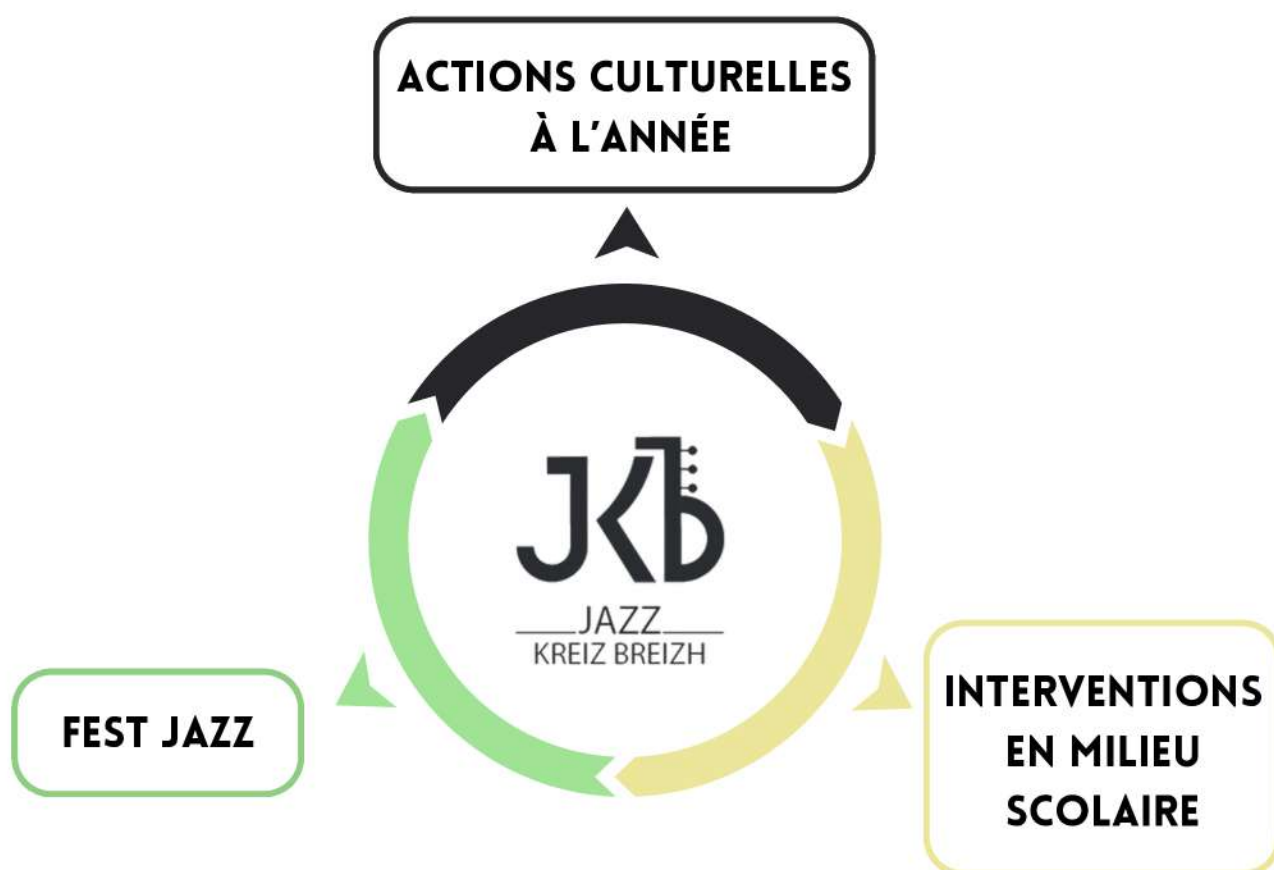 ACTIONS CULTURELLES
À L'ANNÉE
JKb
JAZZ
KREIZ BREIZH
FEST JAZZ
INTERVENTIONS
EN MILIEU
SCOLAIRE